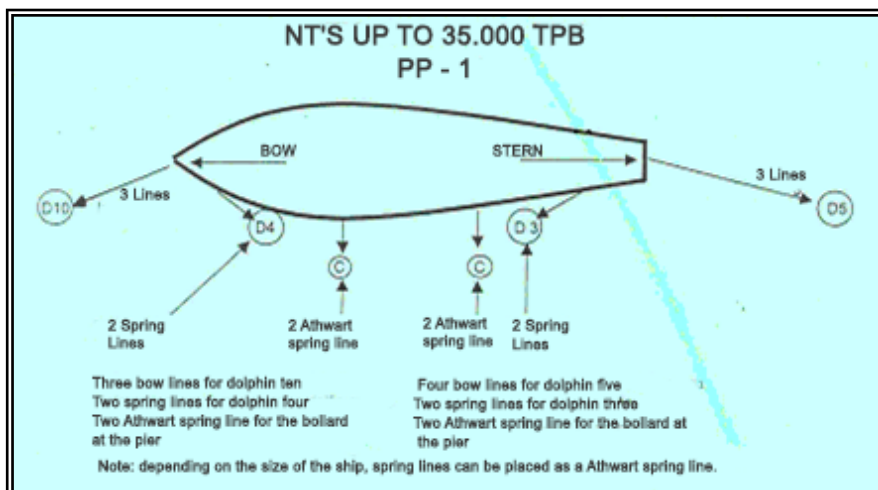 NT'S UP TO 35.000 TPB
PP - 1
BOW
STERN
3 Lines
3 Lines
D10
D4
D 3
D5
C
C
2 Spring
Lines
2 Athwart
spring line
2 Athwart
spring line
2 Spring
Lines
Three bow lines for dolphin ten
Two spring lines for dolphin four
Two Athwart spring line for the bollard
at the pier
Four bow lines for dolphin five
Two spring lines for dolphin three
Two Athwart spring line for the bollard at
the pier
Note: depending on the size of the ship, spring lines can be placed as a Athwart spring line.